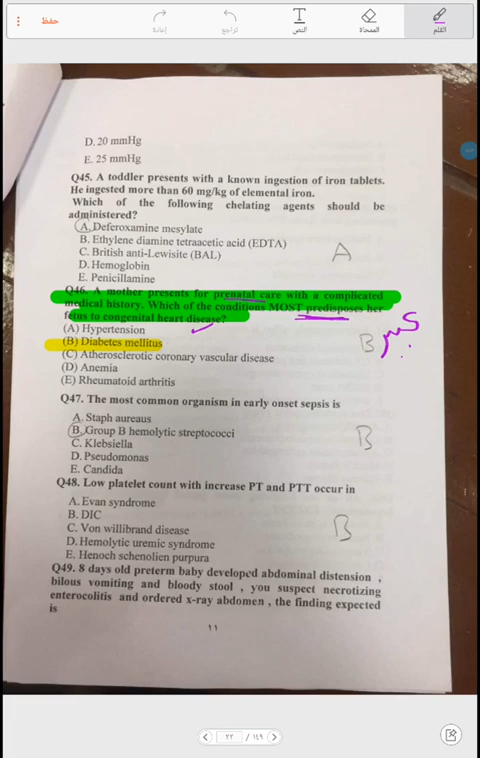 حفظ
إعادة
تراجع
النص
الممحاة
القلم
D. 20 mmHg
E. 25 mmHg
Q45. A toddler presents with a known ingestion of iron tablets.
He ingested more than 60 mg/kg of elemental iron.
Which of the following chelating agents should be
administered?
A. Deferoxamine mesylate
B. Ethylene diamine tetraacetic acid (EDTA)
C. British anti-Lewisite (BAL)
A
D. Hemoglobin
E. Penicillamine
Q46. A mother presents for prenatal care with a complicated
medical history. Which of the conditions MOST predisposes her
fetus to congenital heart disease?
(A) Hypertension
(B) Diabetes mellitus
B
(C) Atherosclerotic coronary vascular disease
(D) Anemia
(E) Rheumatoid arthritis
Q47. The most common organism in early onset sepsis is
A. Staph aureaus
B. Group B hemolytic streptococci
B
C. Klebsiella
D. Pseudomonas
E. Candida
Q48. Low platelet count with increase PT and PTT occur in
A. Evan syndrome
B. DIC
C. Von willibrand disease
B
D. Hemolytic uremic syndrome
E. Henoch schenolien purpura
Q49. 8 days old preterm baby developed abdominal distension ,
bilous vomiting and bloody stool , you suspect necrotizing
enterocolitis and ordered x-ray abdomen , the finding expected
is
١١
٢٢ / ١٤٩